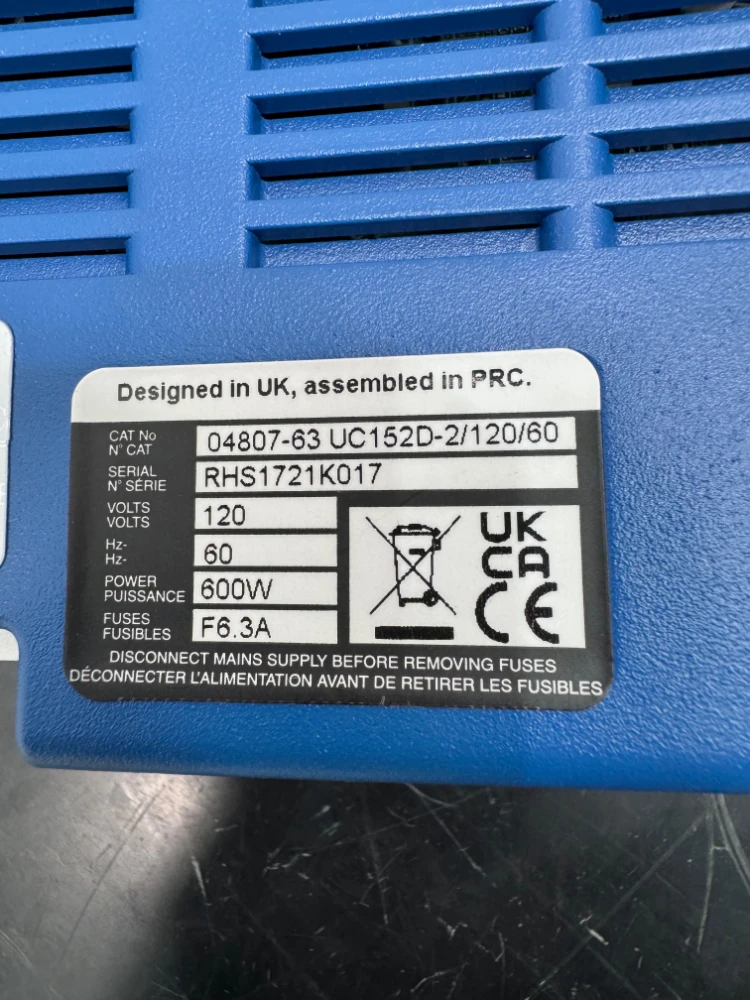 Designed in UK, assembled in PRC.
CAT No
N° CAT
04807-63 UC152D-2/120/60
SERIAL
N° SÉRIE
RHS1721K017
VOLTS
VOLTS
120
Hz-
Hz-
60
POWER
PUISSANCE
600W
FUSES
FUSIBLES
F6.3A
UK
CA
CE
DISCONNECT MAINS SUPPLY BEFORE REMOVING FUSES
DÉCONNECTER L'ALIMENTATION AVANT DE RETIRER LES FUSIBLES